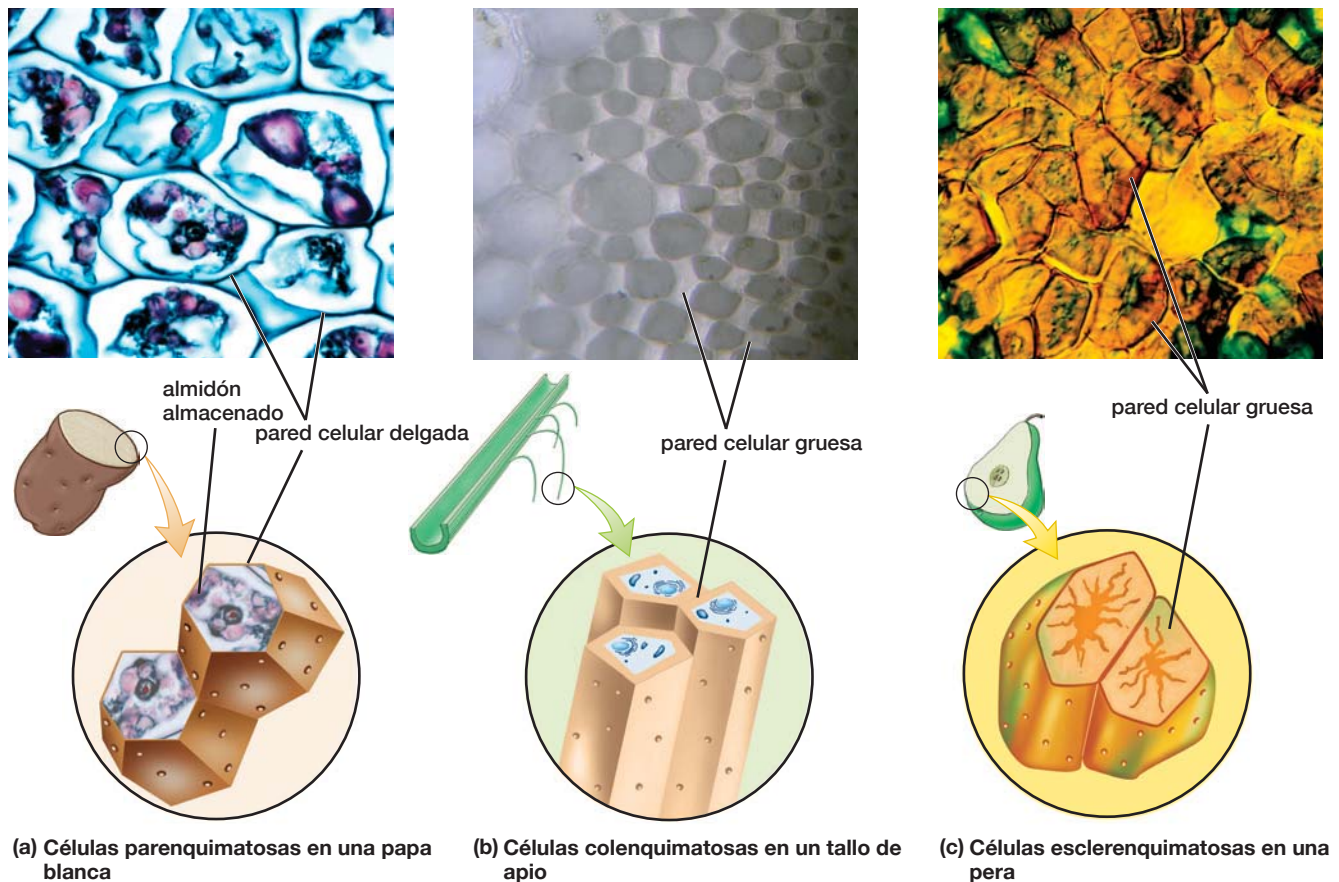 almidón
almacenado
pared celular delgada
pared celular gruesa
pared celular gruesa
(a) Células parenquimatosas en una papa
blanca
(b) Células colenquimatosas en un tallo de
apio
(c) Células esclerenquimatosas en una
pera